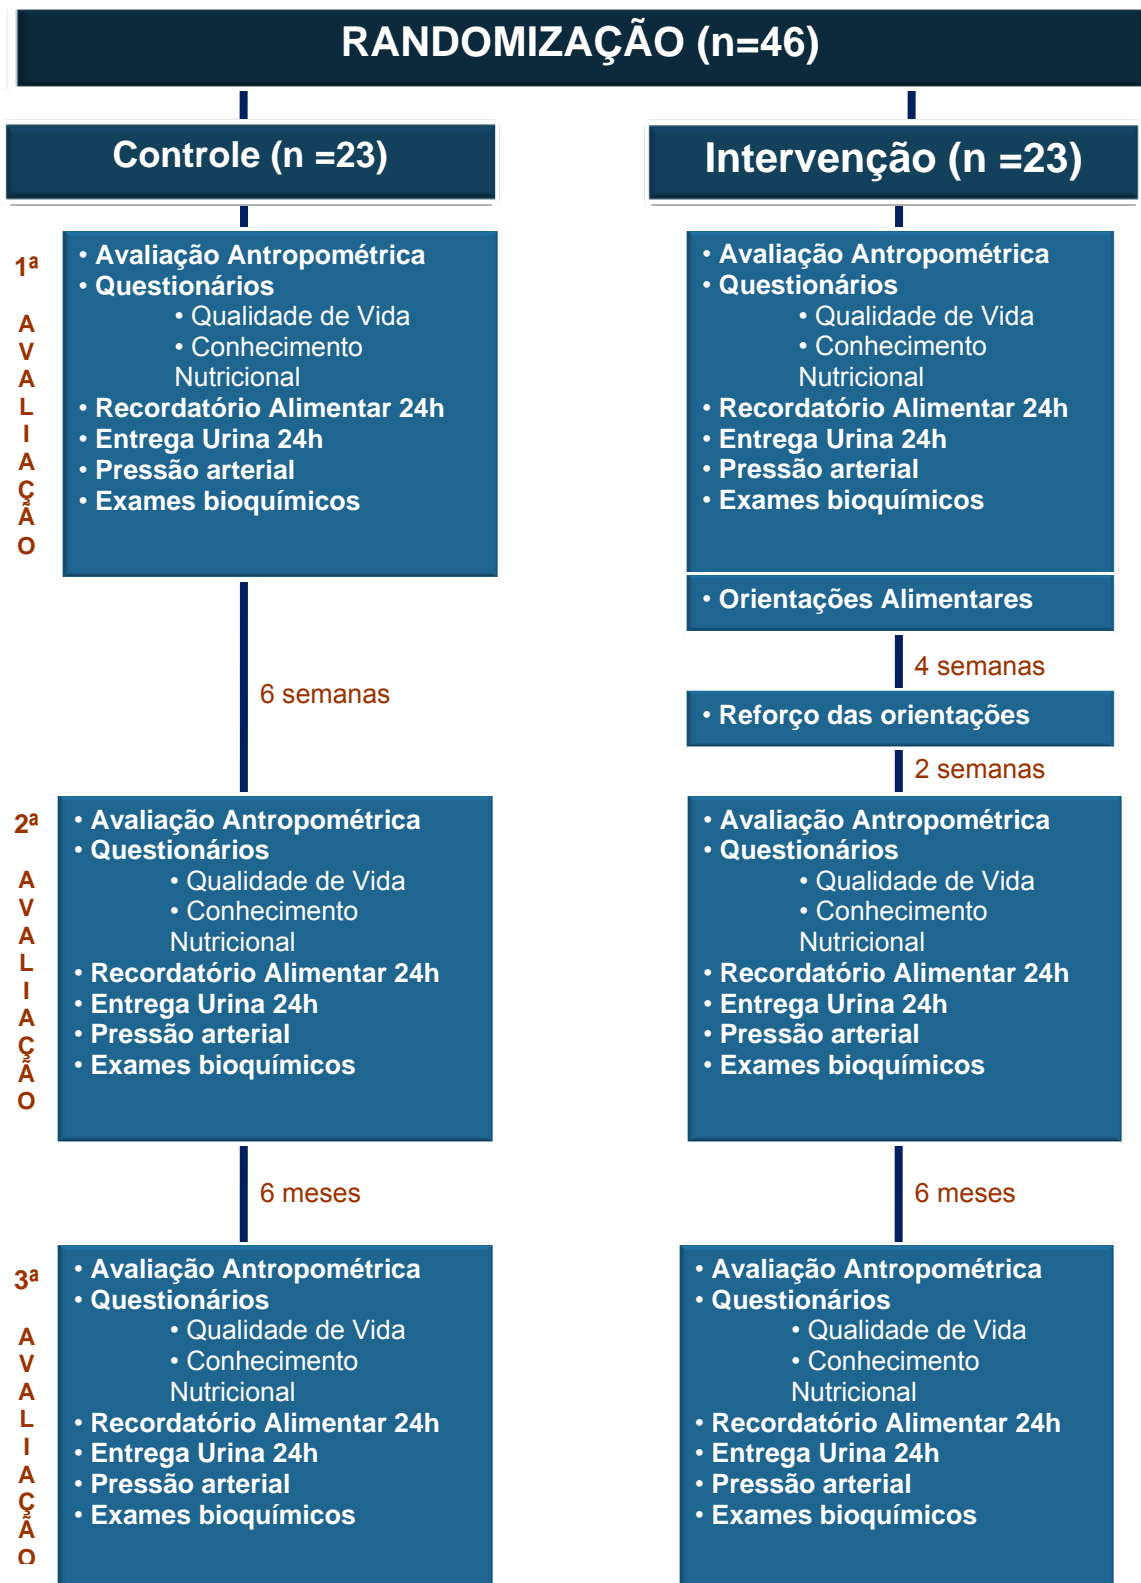 RANDOMIZAÇÃO (n=46)
Controle (n =23)
Intervenção (n =23)
1ª
AVALIAÇÃO
• Avaliação Antropométrica
• Questionários
• Qualidade de Vida
• Conhecimento
Nutricional
• Recordatório Alimentar 24h
• Entrega Urina 24h
• Pressão arterial
• Exames bioquímicos
• Avaliação Antropométrica
• Questionários
• Qualidade de Vida
• Conhecimento
Nutricional
• Recordatório Alimentar 24h
• Entrega Urina 24h
• Pressão arterial
• Exames bioquímicos
• Orientações Alimentares
6 semanas
4 semanas
• Reforço das orientações
2 semanas
2ª
AVALIAÇÃO
• Avaliação Antropométrica
• Questionários
• Qualidade de Vida
• Conhecimento
Nutricional
• Recordatório Alimentar 24h
• Entrega Urina 24h
• Pressão arterial
• Exames bioquímicos
• Avaliação Antropométrica
• Questionários
• Qualidade de Vida
• Conhecimento
Nutricional
• Recordatório Alimentar 24h
• Entrega Urina 24h
• Pressão arterial
• Exames bioquímicos
6 meses
6 meses
3ª
AVALIAÇÃO
• Avaliação Antropométrica
• Questionários
• Qualidade de Vida
• Conhecimento
Nutricional
• Recordatório Alimentar 24h
• Entrega Urina 24h
• Pressão arterial
• Exames bioquímicos
• Avaliação Antropométrica
• Questionários
• Qualidade de Vida
• Conhecimento
Nutricional
• Recordatório Alimentar 24h
• Entrega Urina 24h
• Pressão arterial
• Exames bioquímicos